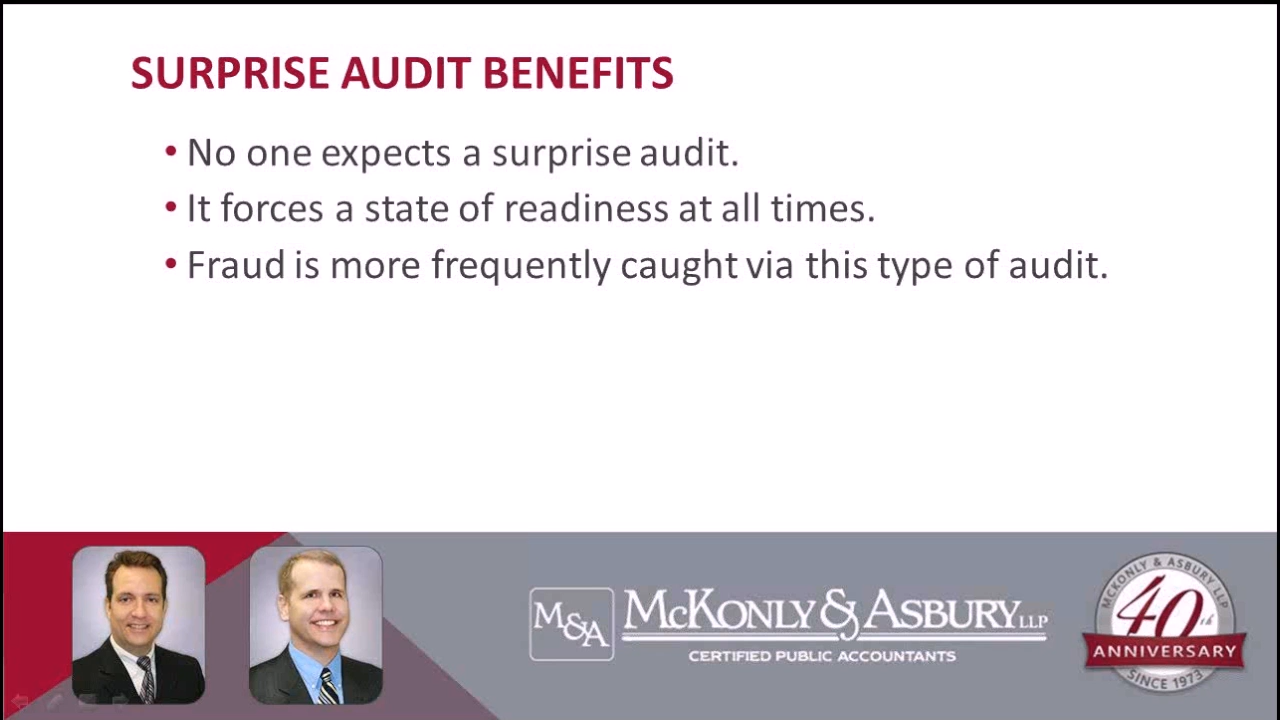 SURPRISE AUDIT BENEFITS
• No one expects a surprise audit.
• It forces a state of readiness at all times.
• Fraud is more frequently caught via this type of audit.
M&A
McKONLY & ASBURY LLP
CERTIFIED PUBLIC ACCOUNTANTS
McKONLY & ASBURY LLP
40th
ANNIVERSARY
SINCE 1973